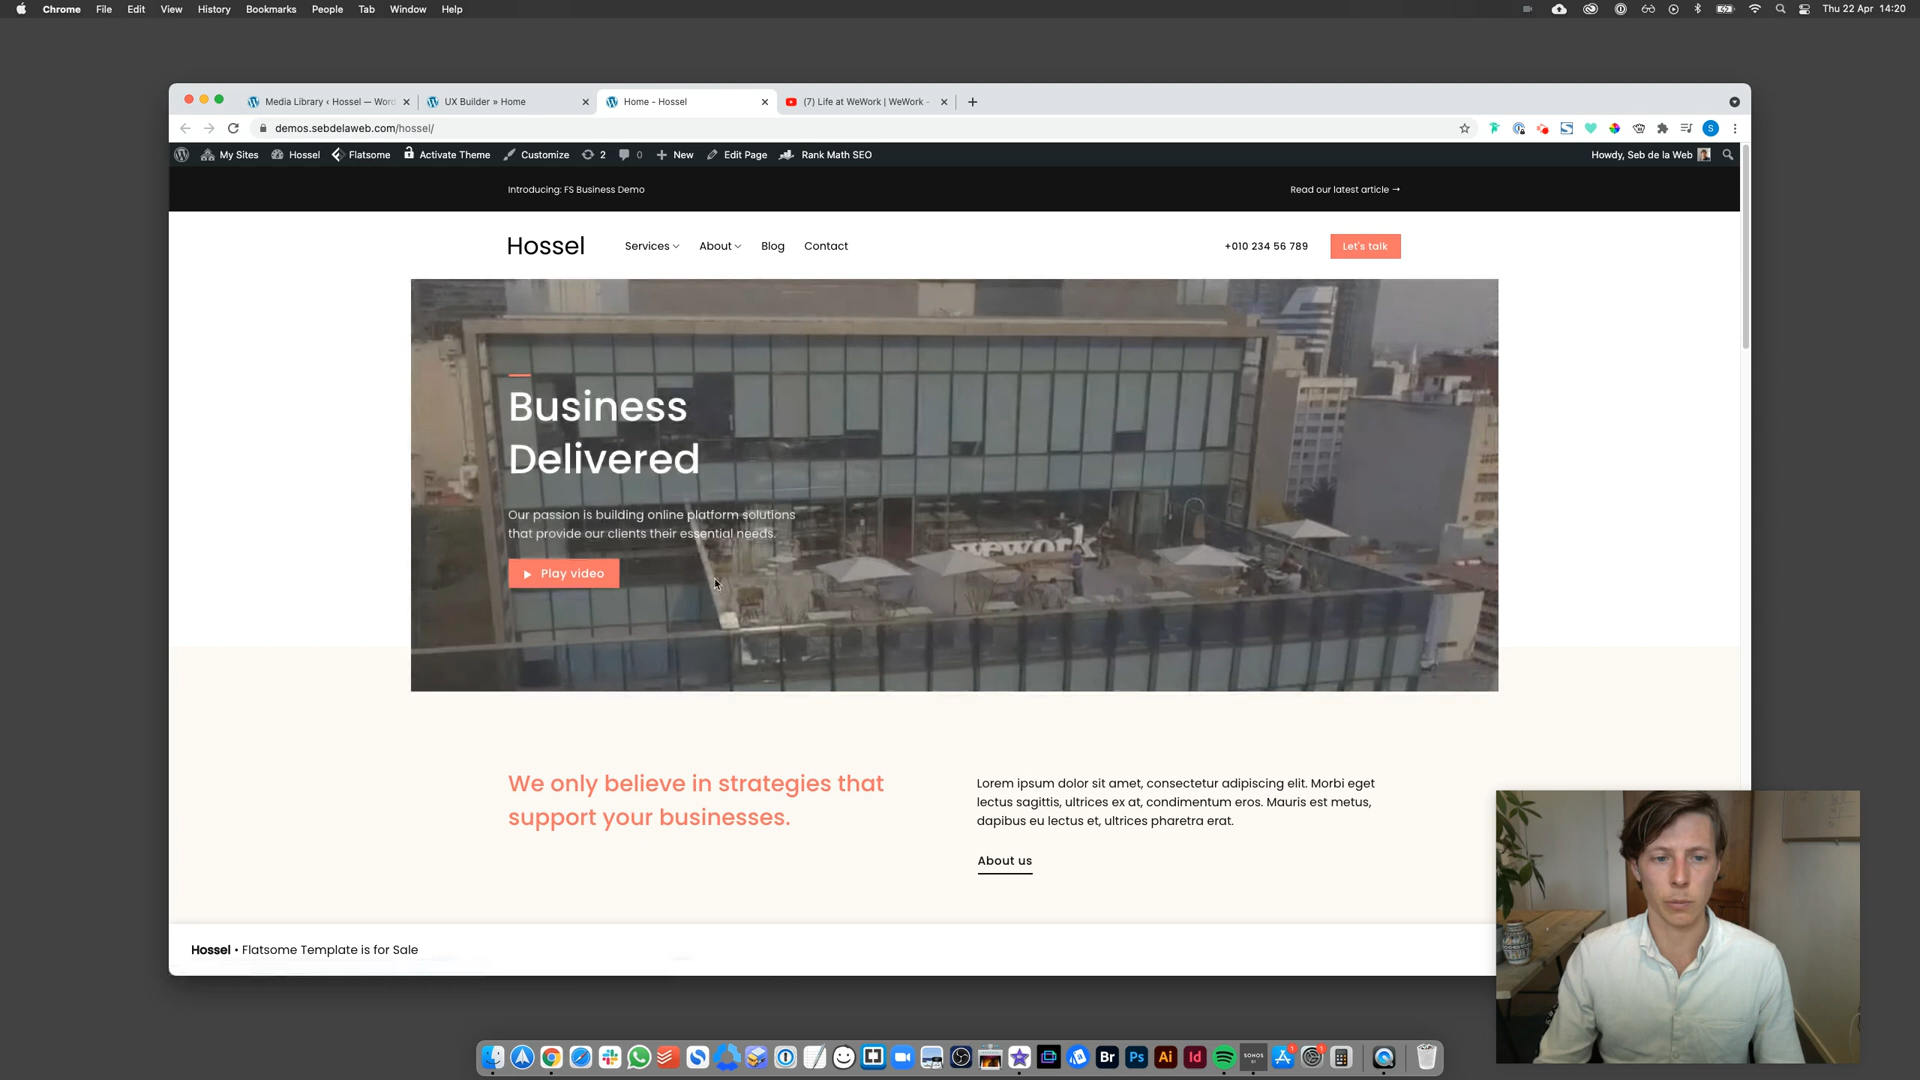 Chrome File Edit View History Bookmarks People Tab Window Help
Thu 22 Apr 14:20
Media Library ‹ Hossel — Word
UX Builder » Home
Home - Hossel
(7) Life at WeWork | WeWork -
demos.sebdelaweb.com/hossel/
S
My Sites Hossel Flatsome Activate Theme Customize 2 0 New Edit Page Rank Math SEO
Howdy, Seb de la Web
Introducing: FS Business Demo
Read our latest article →
Hossel Services About Blog Contact
+010 234 56 789
Let's talk
Business
Delivered
wework
Our passion is building online platform solutions
that provide our clients their essential needs.
Play video
We only believe in strategies that
support your businesses.
Lorem ipsum dolor sit amet, consectetur adipiscing elit. Morbi eget
lectus sagittis, ultrices ex at, condimentum eros. Mauris est metus,
dapibus eu lectus et, ultrices pharetra erat.
About us
Hossel • Flatsome Template is for Sale
Br Ps Ai Id SONOS